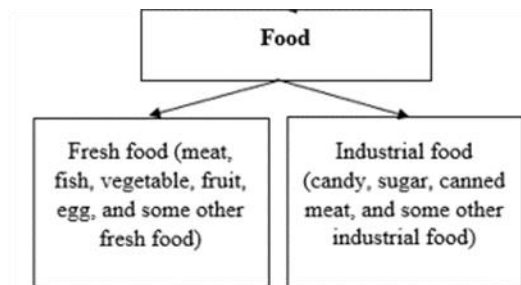 Food
Fresh food (meat,
fish, vegetable, fruit,
egg, and some other
fresh food)
Industrial food
(candy, sugar, canned
meat, and some other
industrial food)